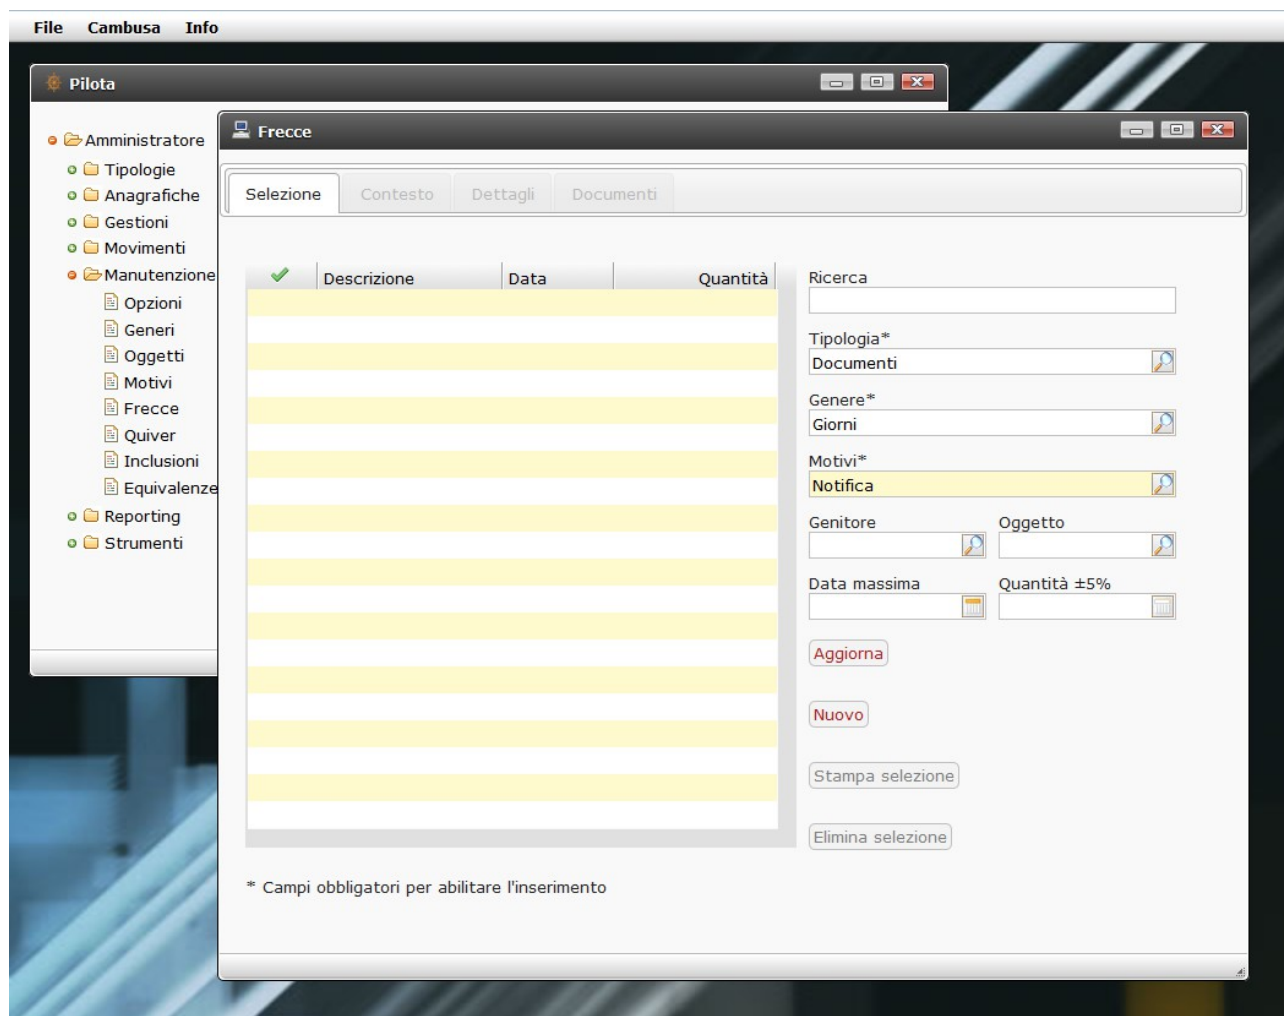 File Cambusa Info
Pilota
Amministratore
Tipologie
Anagrafiche
Gestioni
Movimenti
Manutenzione
Opzioni
Generi
Oggetti
Motivi
Frecce
Quiver
Inclusioni
Equivalenze
Reporting
Strumenti
Frecce
Selezione Contesto Dettagli Documenti
Descrizione Data Quantità
Ricerca
Tipologia*
Documenti
Genere*
Giorni
Motivi*
Notifica
Genitore Oggetto
Data massima Quantità ±5%
Aggiorna
Nuovo
Stampa selezione
Elimina selezione
* Campi obbligatori per abilitare l'inserimento